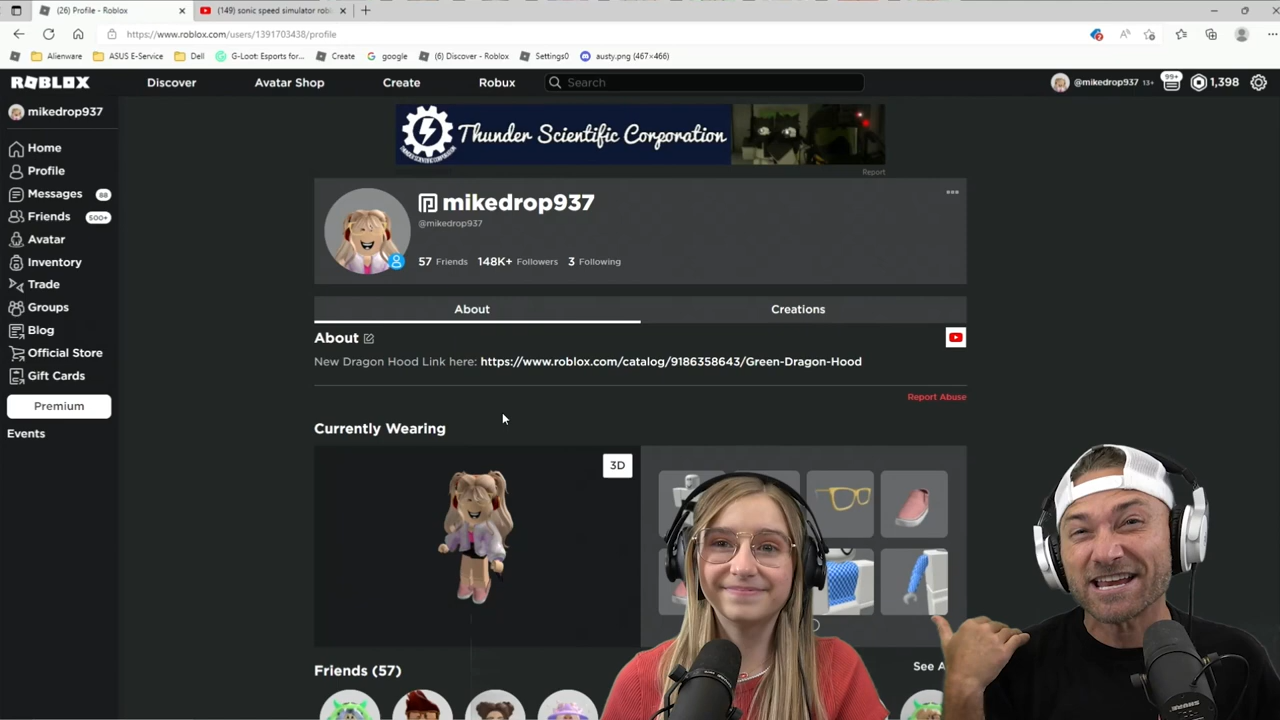 (26) Profile - Roblox
(149) sonic speed simulator rob
https://www.roblox.com/users/1391703438/profile
Alienware
ASUS E-Service
Dell
G-Loot: Esports for...
Create
google
(6) Discover - Roblox
Settings0
austy.png (467×466)
ROBLOX
Discover
Avatar Shop
Create
Robux
Search
@mikedrop937 13+
99+
1,398
mikedrop937
Home
Profile
Messages 88
Friends 500+
Avatar
Inventory
Trade
Groups
Blog
Official Store
Gift Cards
Premium
Events
Thunder Scientific Corporation
THUNDER SCIENTIFIC CORPORATION
Report
mikedrop937
@mikedrop937
57 Friends 148K+ Followers 3 Following
About
Creations
About
New Dragon Hood Link here: https://www.roblox.com/catalog/9186358643/Green-Dragon-Hood
Report Abuse
Currently Wearing
3D
Friends (57)
See A